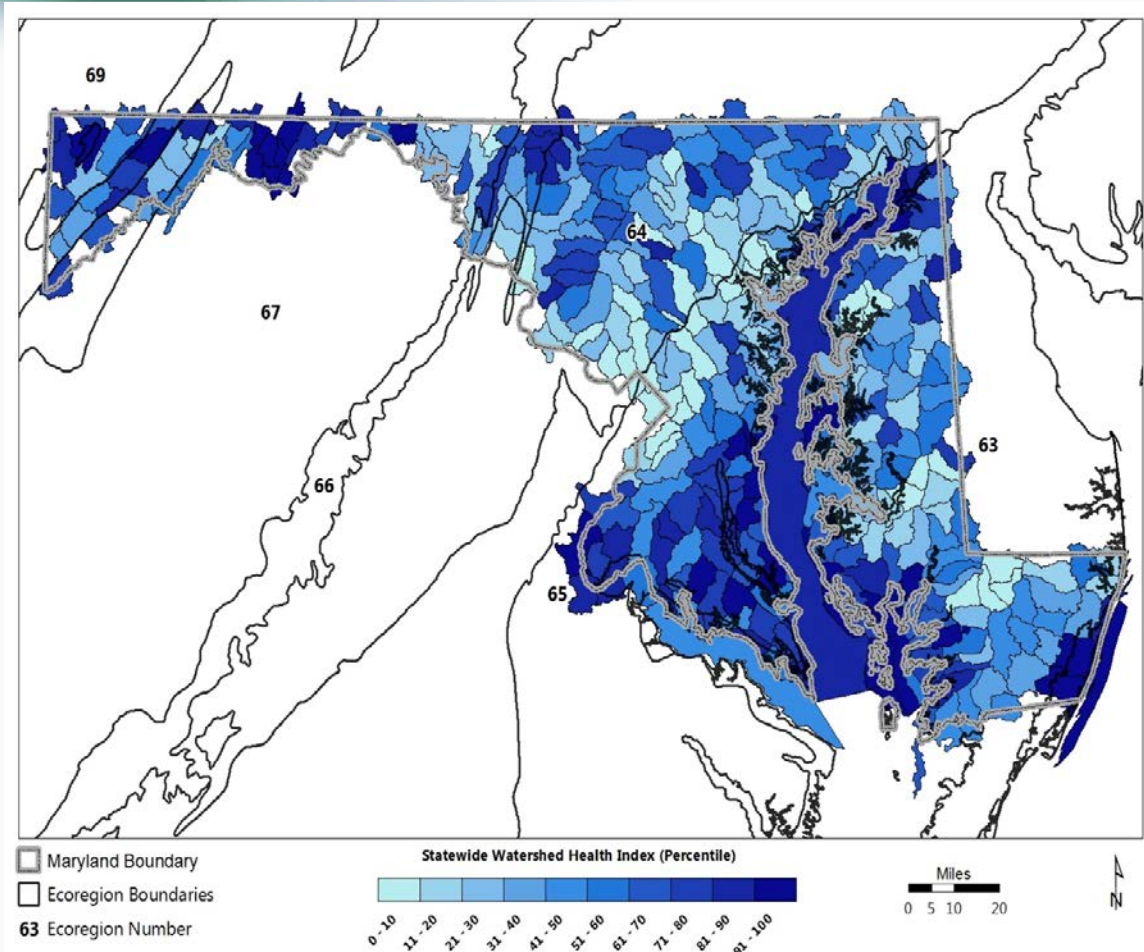 69
64
67
63
66
65
Maryland Boundary
Ecoregion Boundaries
63 Ecoregion Number
Statewide Watershed Health Index (Percentile)
0 - 10
11 - 20
21 - 30
31 - 40
41 - 50
51 - 60
61 - 70
71 - 80
81 - 90
91 - 100
Miles
0 5 10 20
N